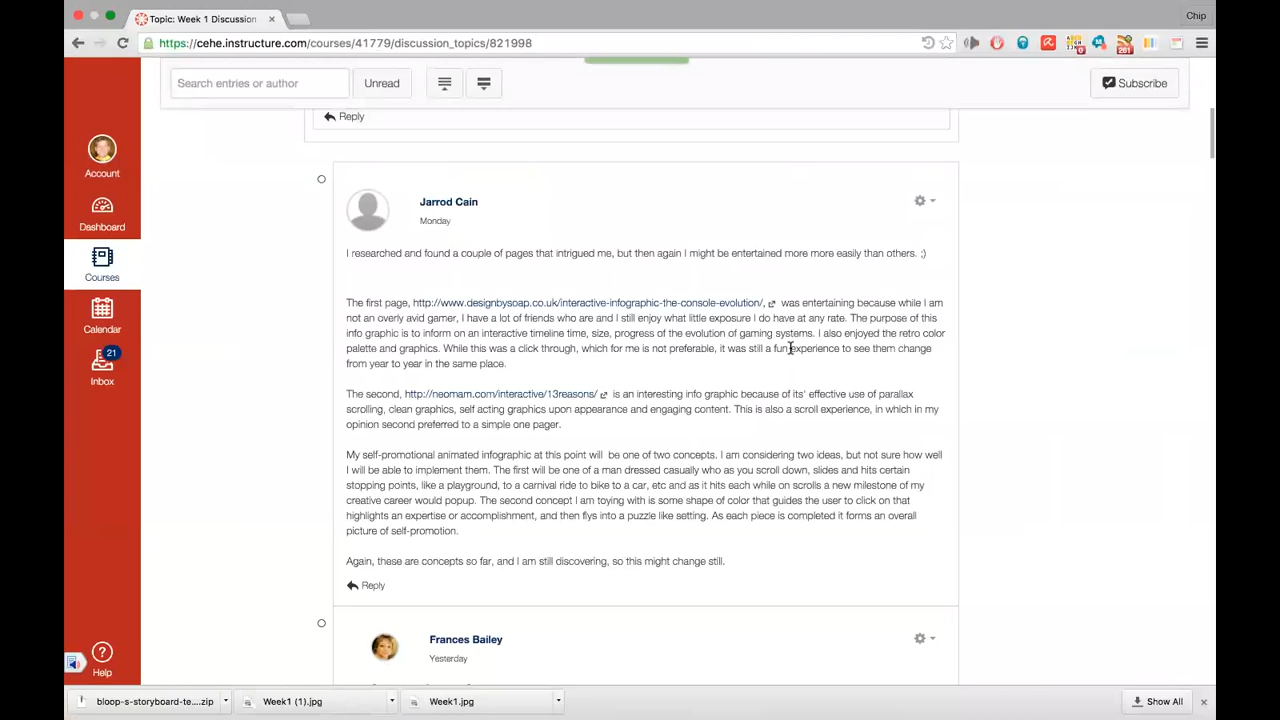 Topic: Week 1 Discussion
Chip
https://cehe.instructure.com/courses/41779/discussion_topics/821998
0
261
Search entries or author
Unread
Subscribe
Reply
Account
Dashboard
Courses
Calendar
21
Inbox
Help
Jarrod Cain
Monday
I researched and found a couple of pages that intrigued me, but then again I might be entertained more more easily than others. ;)
The first page, http://www.designbysoap.co.uk/interactive-infographic-the-console-evolution/, was entertaining because while I am
not an overly avid gamer, I have a lot of friends who are and I still enjoy what little exposure I do have at any rate. The purpose of this
info graphic is to inform on an interactive timeline time, size, progress of the evolution of gaming systems. I also enjoyed the retro color
palette and graphics. While this was a click through, which for me is not preferable, it was still a fun experience to see them change
from year to year in the same place.
The second, http://neomam.com/interactive/13reasons/ is an interesting info graphic because of its' effective use of parallax
scrolling, clean graphics, self acting graphics upon appearance and engaging content. This is also a scroll experience, in which in my
opinion second preferred to a simple one pager.
My self-promotional animated infographic at this point will be one of two concepts. I am considering two ideas, but not sure how well
I will be able to implement them. The first will be one of a man dressed casually who as you scroll down, slides and hits certain
stopping points, like a playground, to a carnival ride to bike to a car, etc and as it hits each while on scrolls a new milestone of my
creative career would popup. The second concept I am toying with is some shape of color that guides the user to click on that
highlights an expertise or accomplishment, and then flys into a puzzle like setting. As each piece is completed it forms an overall
picture of self-promotion.
Again, these are concepts so far, and I am still discovering, so this might change still.
Reply
Frances Bailey
Yesterday
bloop-s-storyboard-te....zip
Week1 (1).jpg
Week1.jpg
Show All